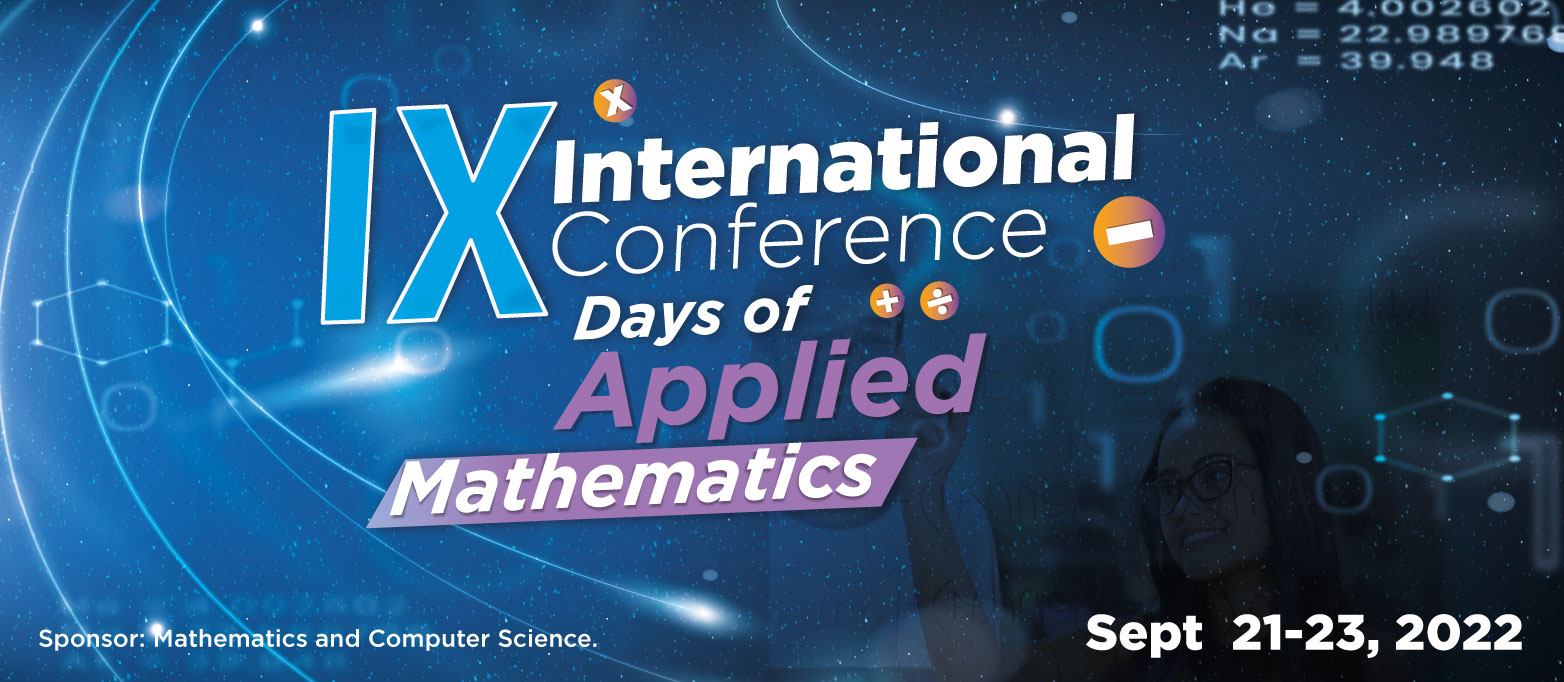 He = 4.002602
Na = 22.98976
Ar = 39.948
IX
International
Conference
Days of
Applied
Mathematics
Sponsor: Mathematics and Computer Science.
Sept 21-23, 2022